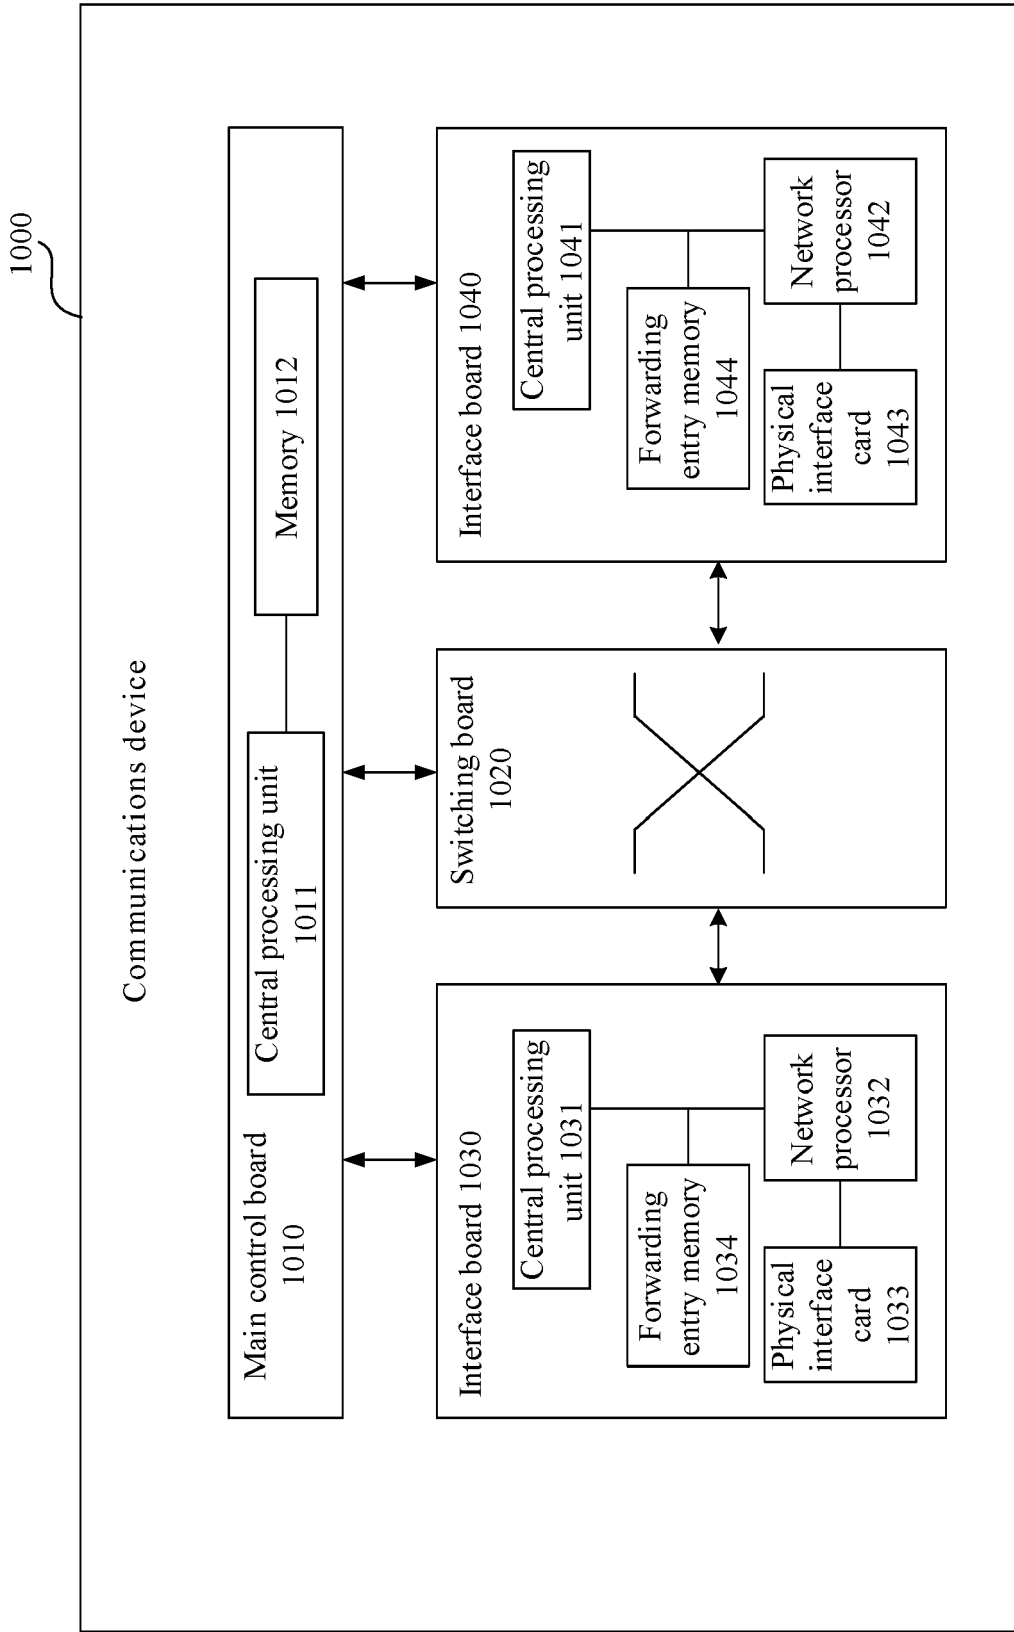 1000
Communications device
Main control board
1010
Central processing unit
1011
Memory 1012
Interface board 1030
Central processing
unit 1031
Forwarding
entry memory
1034
Physical
interface
card
1033
Network
processor
1032
Switching board
1020
Interface board 1040
Central processing
unit 1041
Forwarding
entry memory
1044
Physical
interface
card
1043
Network
processor
1042